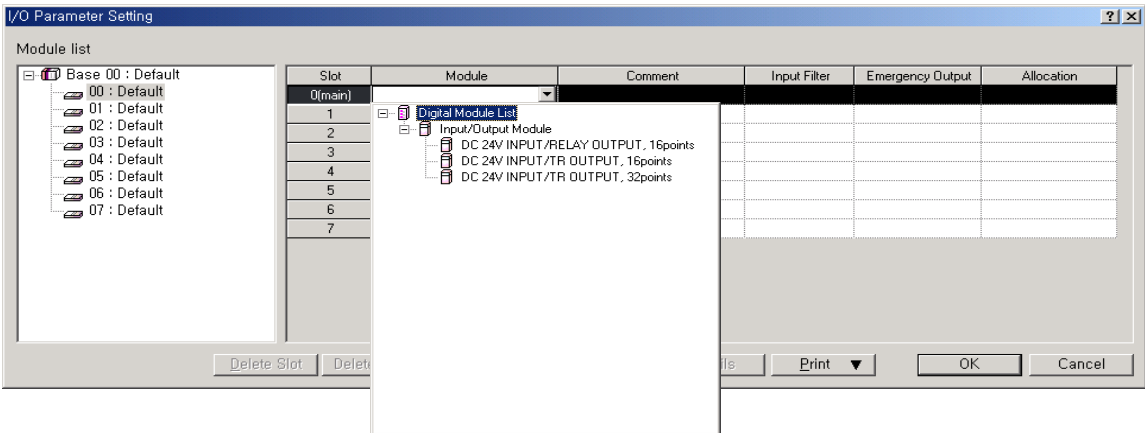 I/O Parameter Setting
Module list
Base 00 : Default
00 : Default
01 : Default
02 : Default
03 : Default
04 : Default
05 : Default
06 : Default
07 : Default
Slot Module Comment Input Filter Emergency Output Allocation
0(main)
1
2
3
4
5
6
7
Digital Module List
Input/Output Module
DC 24V INPUT/RELAY OUTPUT, 16points
DC 24V INPUT/TR OUTPUT, 16points
DC 24V INPUT/TR OUTPUT, 32points
Delete Slot Print ▼ OK Cancel